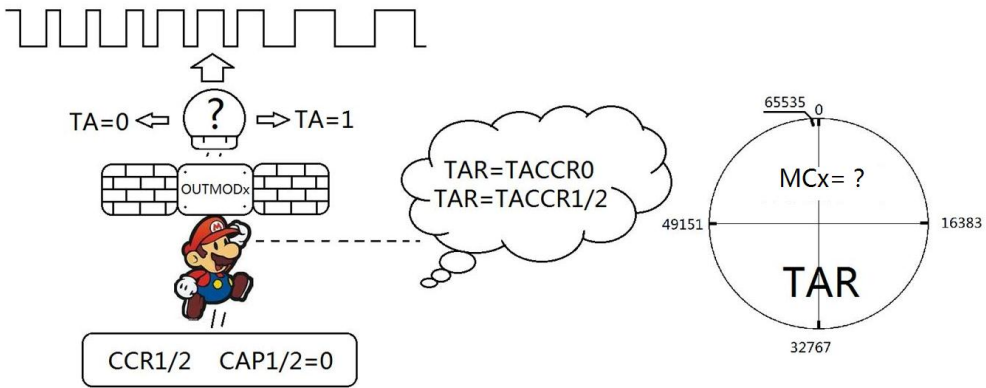 ?
TA=0
TA=1
OUTMODx
M
CCR1/2 CAP1/2=0
TAR=TACCR0
TAR=TACCR1/2
65535
0
MCx= ?
49151
16383
TAR
32767